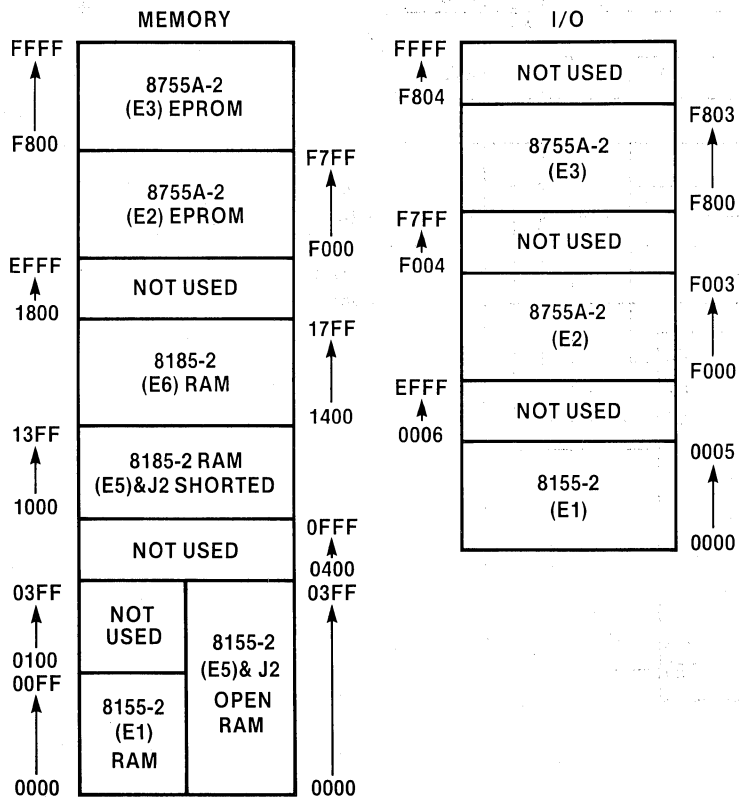 MEMORY
FFFF
F800
8755A-2
(E3) EPROM
8755A-2
(E2) EPROM
F7FF
F000
EFFF
1800
NOT USED
8185-2
(E6) RAM
17FF
1400
13FF
1000
8185-2 RAM
(E5)&J2 SHORTED
NOT USED
0FFF
0400
03FF
0100
NOT
USED
00FF
0000
8155-2
(E1)
RAM
8155-2
(E5)& J2
OPEN
RAM
03FF
0000
I/O
FFFF
F804
NOT USED
8755A-2
(E3)
F803
F800
F7FF
F004
NOT USED
8755A-2
(E2)
F003
F000
EFFF
0006
NOT USED
8155-2
(E1)
0005
0000